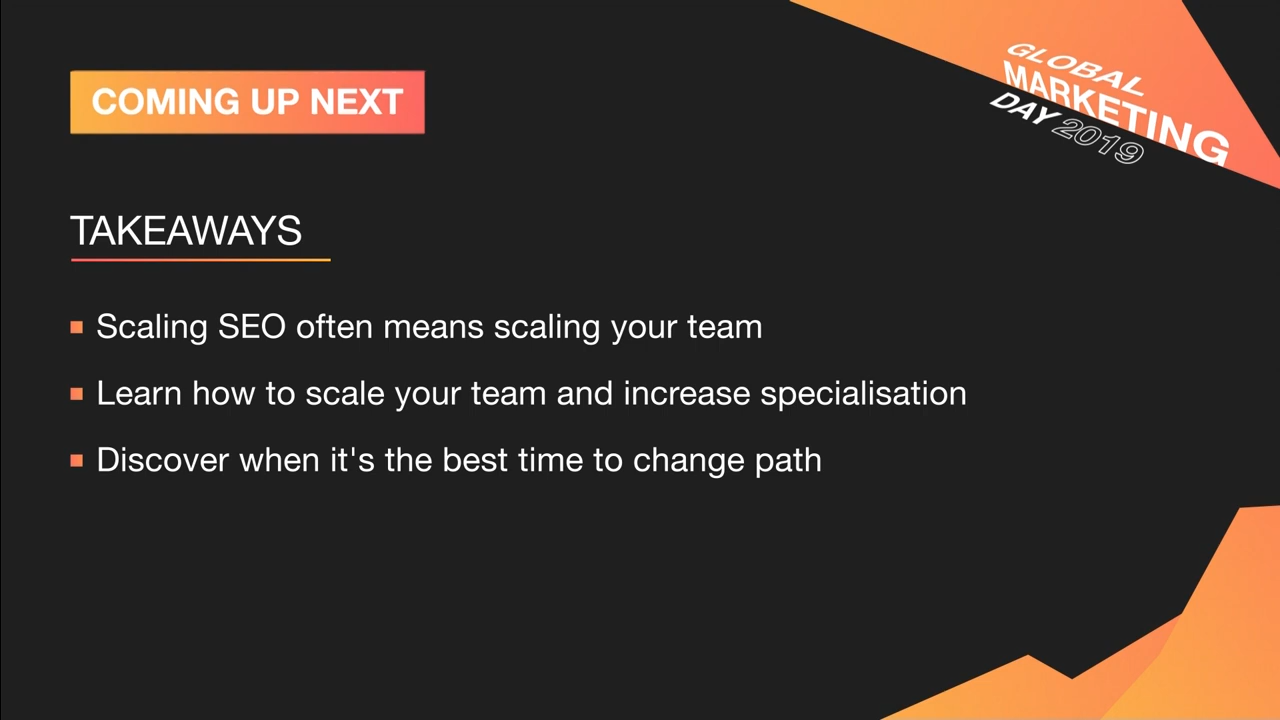 COMING UP NEXT
GLOBAL
MARKETING
DAY 2019
TAKEAWAYS
Scaling SEO often means scaling your team
Learn how to scale your team and increase specialisation
Discover when it's the best time to change path